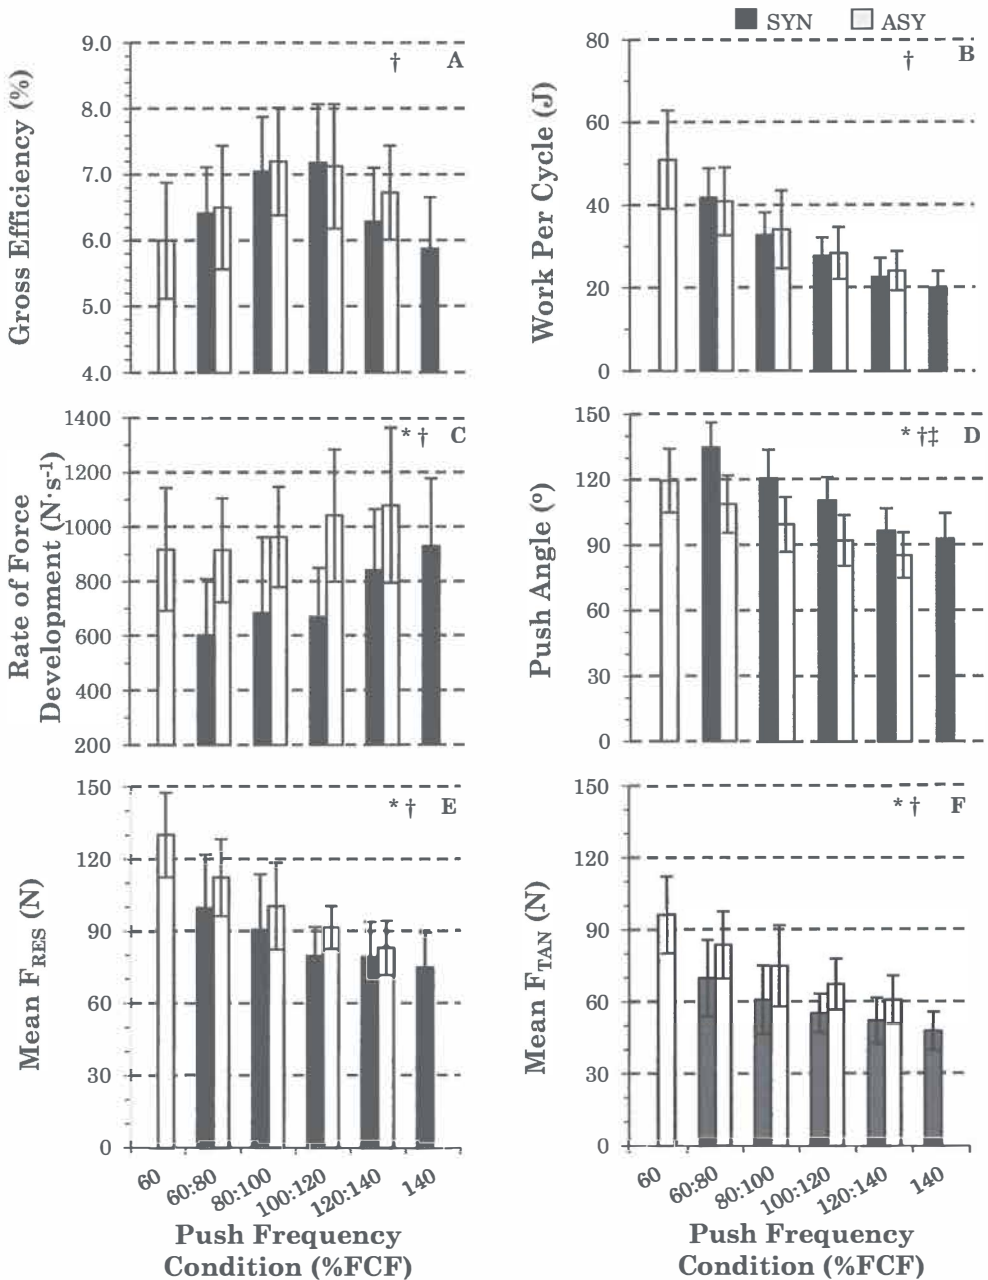 SYN ASY
9.0
8.0
7.0
6.0
5.0
4.0
Gross Efficiency (%)
† A
80
60
40
20
0
Work Per Cycle (J)
† B
1400
1200
1000
800
600
400
200
Rate of Force
Development (N·s-1)
* † C
150
120
90
60
30
0
Push Angle (º)
* †‡ D
150
120
90
60
30
0
Mean FRES (N)
* † E
60
60:80
80:100
100:120
120:140
140
Push Frequency
Condition (%FCF)
150
120
90
60
30
0
Mean FTAN (N)
* † F
60
60:80
80:100
100:120
120:140
140
Push Frequency
Condition (%FCF)